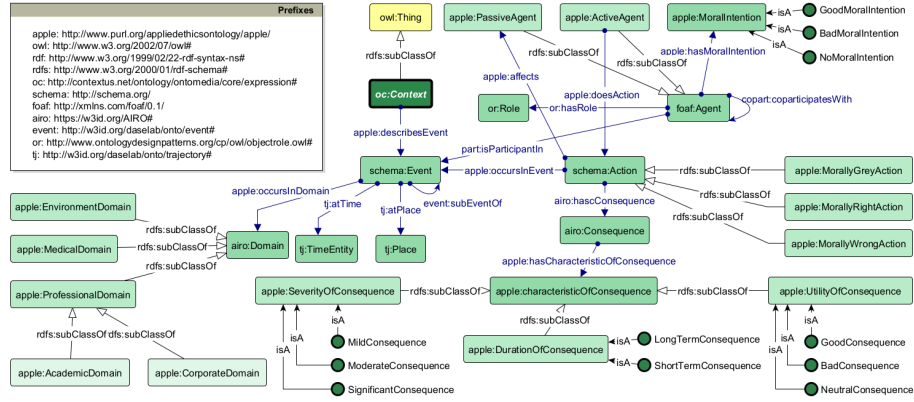 Prefixes
apple: http://www.purl.org/appliedethicsontology/apple/
owl: http://www.w3.org/2002/07/owl#
rdf: http://www.w3.org/1999/02/22-rdf-syntax-ns#
rdfs: http://www.w3.org/2000/01/rdf-schema#
oc: http://contexus.net/ontology/ontomedia/core/expression#
schema: http://schema.org/
foaf: http://xmlns.com/foaf/0.1/
airo: https://w3id.org/AIRO#
event: http://w3id.org/daselab/onto/event#
or: http://www.ontologydesignpatterns.org/cp/owl/objectrole.owl#
tj: http://w3id.org/daselab/onto/trajectory#
owl:Thing
apple:PassiveAgent
apple:ActiveAgent
apple:MoralIntention
isA
GoodMoralIntention
isA
BadMoralIntention
isA
NoMoralIntention
rdfs:subClassOf
rdfs:subClassOf
rdfs:subClassOf
apple:hasMoralIntention
apple:affects
apple:doesAction
oc:Context
or:Role
or:hasRole
foaf:Agent
copart:coparticipatesWith
apple:describesEvent
part:isParticipantIn
schema:Event
apple:occursInEvent
schema:Action
rdfs:subClassOf
apple:MorallyGreyAction
rdfs:subClassOf
apple:MorallyRightAction
rdfs:subClassOf
apple:MorallyWrongAction
apple:occursInDomain
tj:atTime
tj:atPlace
event:subEventOf
airo:hascConsequence
apple:EnvironmentDomain
rdfs:subClassOf
apple:MedicalDomain
rdfs:subClassOf
airo:Domain
tj:TimeEntity
tj:Place
airo:Consequence
rdfs:subClassOf
apple:hasCharacteristicOfConsequence
apple:ProfessionalDomain
apple:SeverityOfConsequence
rdfs:subClassOf
apple:characteristicOfConsequence
rdfs:subClassOf
apple:UtilityOfConsequence
rdfs:subClassOf
rdfs:subClassOf
rdfs:subClassOf
isA
isA
isA
MildConsequence
ModerateConsequence
SignificantConsequence
apple:DurationOfConsequence
isA
LongTermConsequence
isA
ShortTermConsequence
isA
isA
isA
GoodConsequence
BadConsequence
NeutralConsequence
apple:AcademicDomain
apple:CorporateDomain